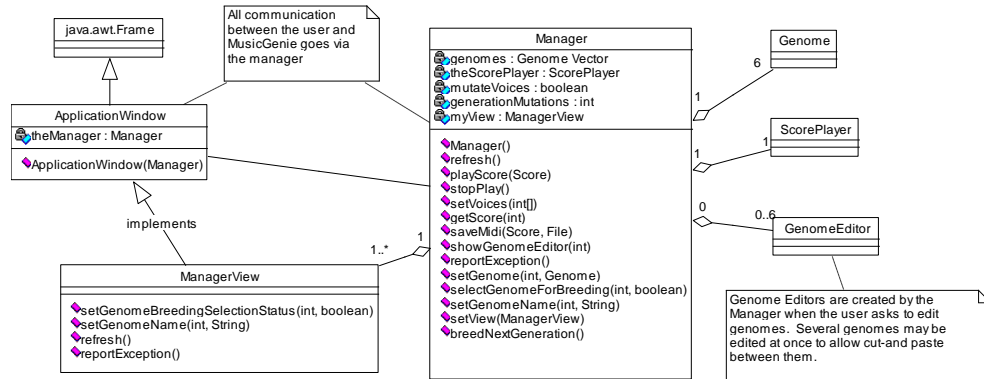 java.awt.Frame
All communication
between the user and
MusicGenie goes via
the manager
ApplicationWindow
theManager : Manager
ApplicationWindow(Manager)
implements
ManagerView
setGenomeBreedingSelectionStatus(int, boolean)
setGenomeName(int, String)
refresh()
reportException()
1..*
1
Manager
genomes : Genome Vector
theScorePlayer : ScorePlayer
mutateVoices : boolean
generationMutations : int
myView : ManagerView
Manager()
refresh()
playScore(Score)
stopPlay()
setVoices(int[])
getScore(int)
saveMidi(Score, File)
showGenomeEditor(int)
reportException()
setGenome(int, Genome)
selectGenomeForBreeding(int, boolean)
setGenomeName(int, String)
setView(ManagerView)
breedNextGeneration()
Genome
6
1
ScorePlayer
1
1
0
0..6
GenomeEditor
Genome Editors are created by the
Manager when the user asks to edit
genomes. Several genomes may be
edited at once to allow cut-and paste
between them.